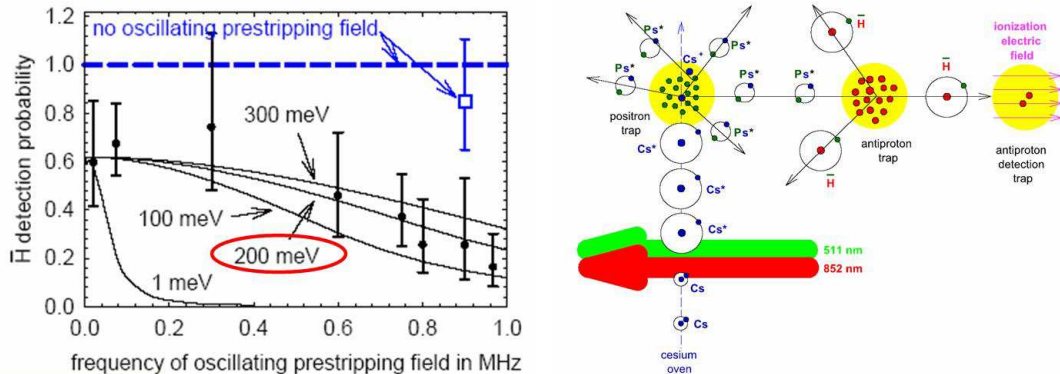 no oscillating prestripping field
1.2
1.0
0.8
0.6
0.4
0.2
0.0
300 meV
100 meV
200 meV
1 meV
0.0 0.2 0.4 0.6 0.8 1.0
H̅ detection probability
frequency of oscillating prestripping field in MHz
Ps*
Ps*
Cs*
Ps*
Ps*
Ps*
Ps*
Ps*
Ps*
positron
trap
Cs*
Cs*
Cs*
511 nm
852 nm
Cs
Cs
cesium
oven
H̅
H̅
H̅
antiproton
trap
ionization
electric
field
antiproton
detection
trap